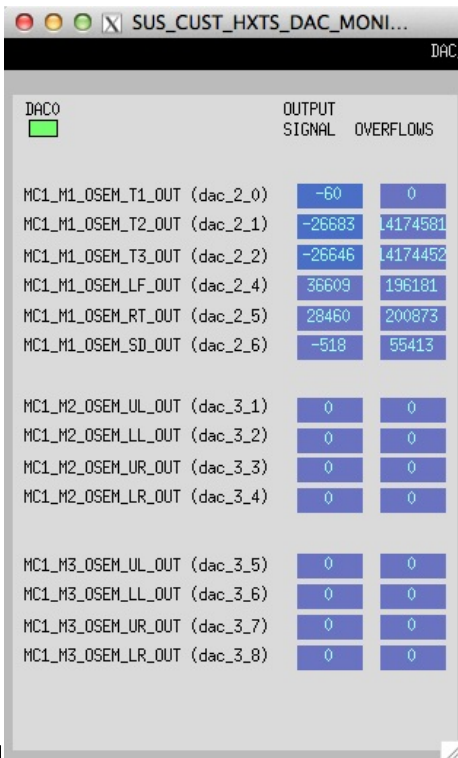 SUS_CUST_HXTS_DAC_MONI...
DAC
DAC0
OUTPUT
SIGNAL OVERFLOWS
MC1_M1_OSEM_T1_OUT (dac_2_0) -60 0
MC1_M1_OSEM_T2_OUT (dac_2_1) -26683 14174581
MC1_M1_OSEM_T3_OUT (dac_2_2) -26646 14174452
MC1_M1_OSEM_LF_OUT (dac_2_4) 36609 196181
MC1_M1_OSEM_RT_OUT (dac_2_5) 28460 200873
MC1_M1_OSEM_SD_OUT (dac_2_6) -518 55413
MC1_M2_OSEM_UL_OUT (dac_3_1) 0 0
MC1_M2_OSEM_LL_OUT (dac_3_2) 0 0
MC1_M2_OSEM_UR_OUT (dac_3_3) 0 0
MC1_M2_OSEM_LR_OUT (dac_3_4) 0 0
MC1_M3_OSEM_UL_OUT (dac_3_5) 0 0
MC1_M3_OSEM_LL_OUT (dac_3_6) 0 0
MC1_M3_OSEM_UR_OUT (dac_3_7) 0 0
MC1_M3_OSEM_LR_OUT (dac_3_8) 0 0